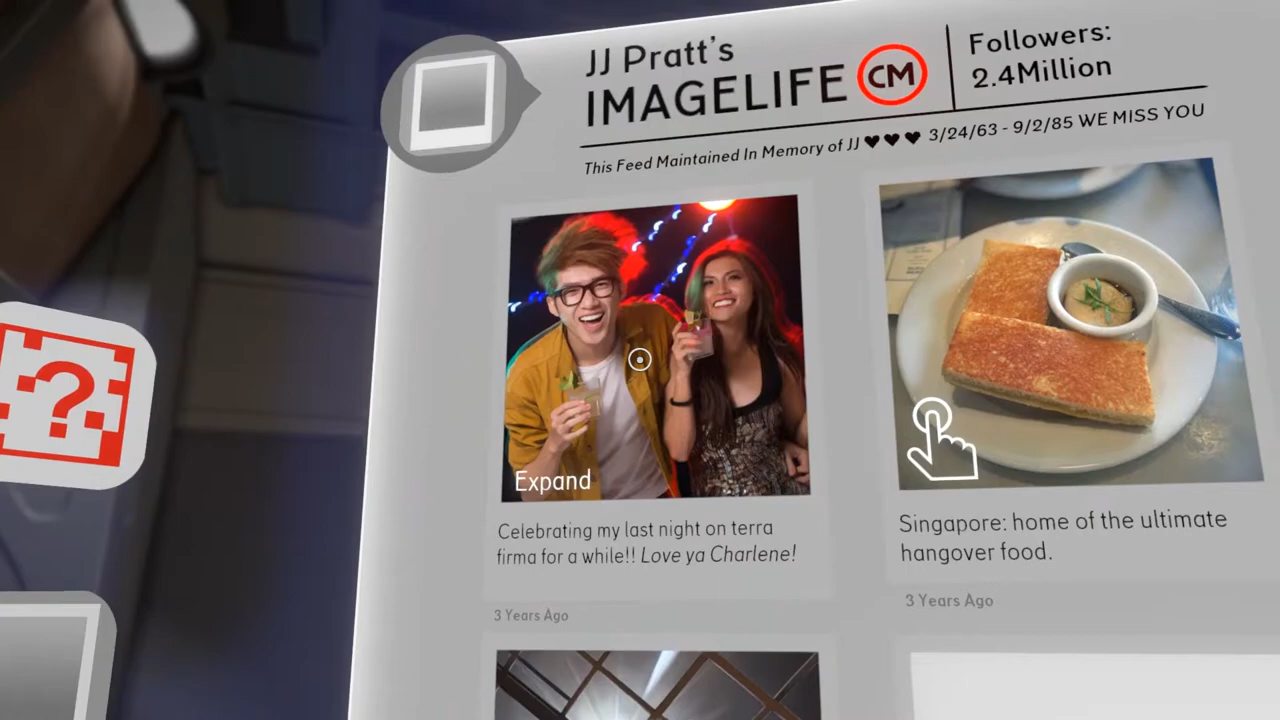 JJ Pratt's
IMAGELIFE CM
Followers:
2.4Million
This Feed Maintained In Memory of JJ ♥ ♥ ♥ 3/24/63 - 9/2/85 WE MISS YOU
?
Expand
Celebrating my last night on terra
firma for a while!! Love ya Charlene!
3 Years Ago
Singapore: home of the ultimate
hangover food.
3 Years Ago